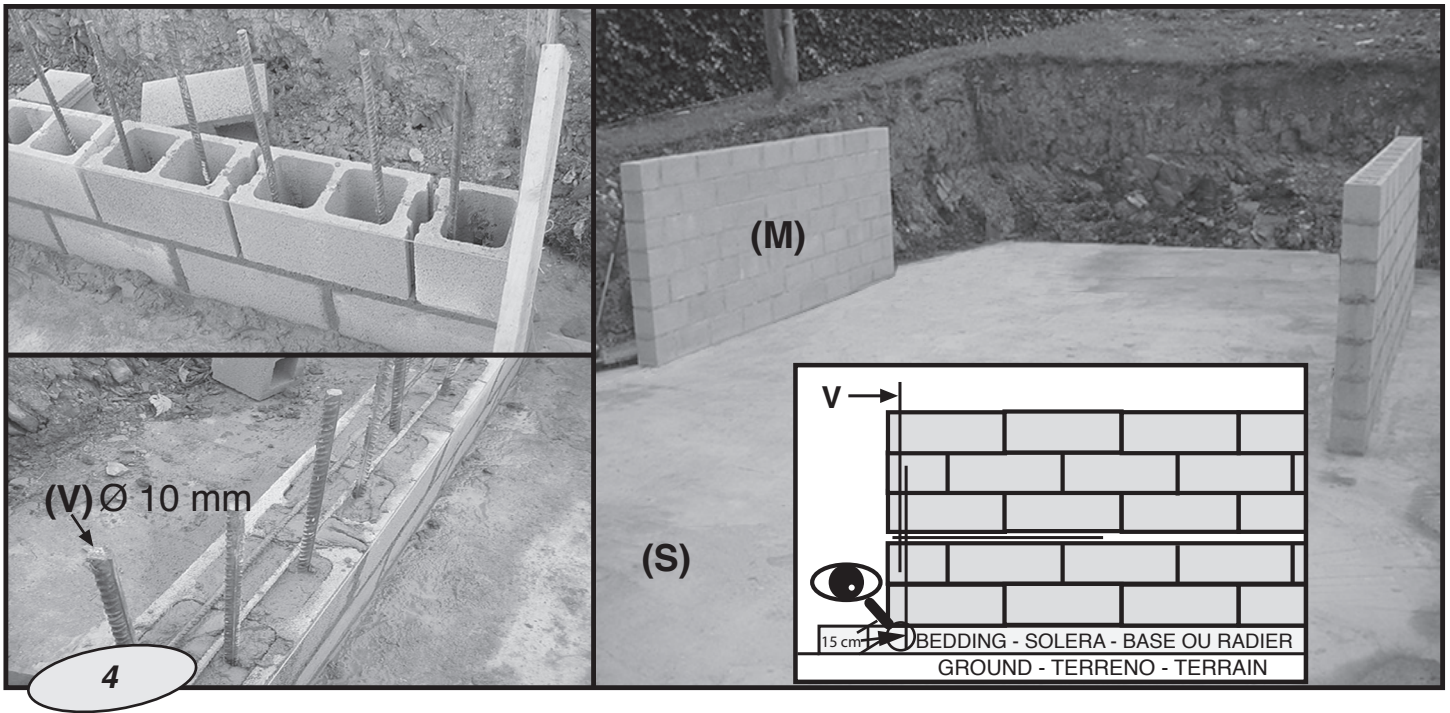 (V) Ø 10 mm
4
(M)
(S)
V
15 cm
BEDDING - SOLERA - BASE OU RADIER
GROUND - TERRENO - TERRAIN